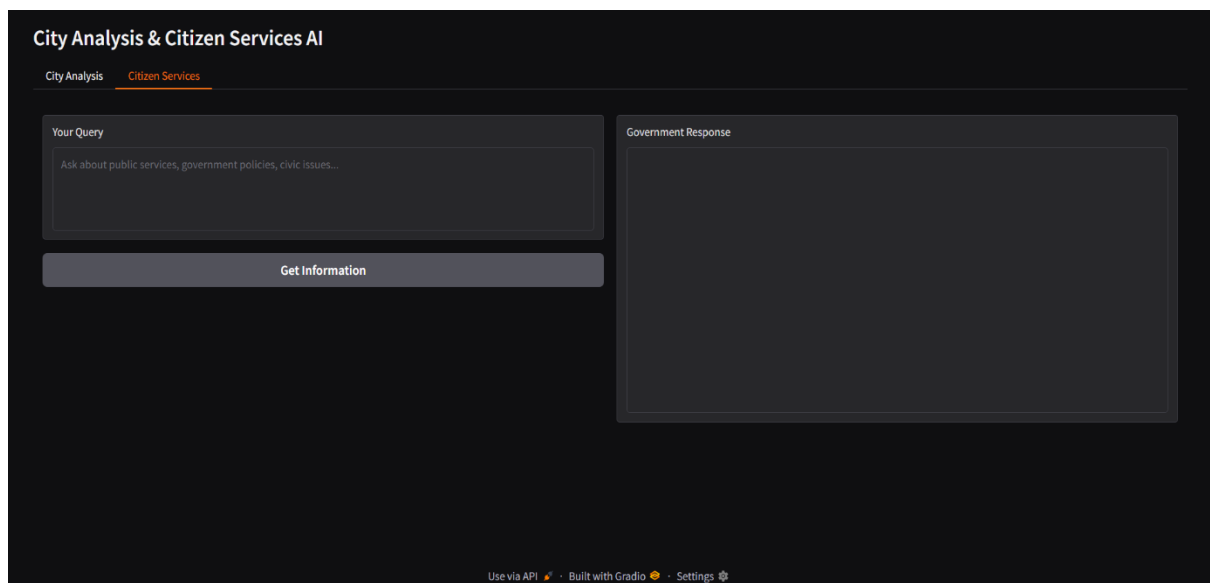 City Analysis & Citizen Services AI
City Analysis Citizen Services
Your Query
Ask about public services, government policies, civic issues...
Get Information
Government Response
Use via API · Built with Gradio · Settings